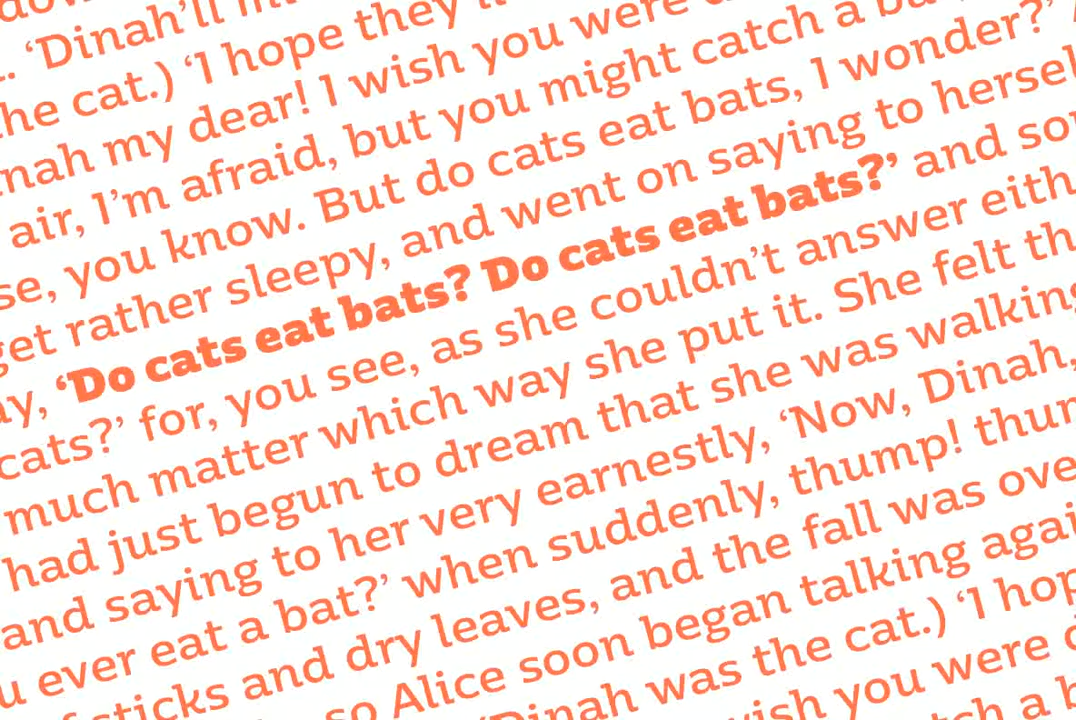 ‘Dinah’ll
he cat.) ‘I hope they
nah my dear! I wish you were
air, I’m afraid, but you might catch a
se, you know. But do cats eat bats, I wonder?’
get rather sleepy, and went on saying to hersel
ay, ‘Do cats eat bats? Do cats eat bats?’ and so
cats?’ for, you see, as she couldn’t answer eith
much matter which way she put it. She felt th
had just begun to dream that she was walking
and saying to her very earnestly, ‘Now, Dinah,
u ever eat a bat?’ when suddenly, thump! thum
sticks and dry leaves, and the fall was ove
so Alice soon began talking agai
‘Dinah was the cat.) ‘I hop
wish you were d